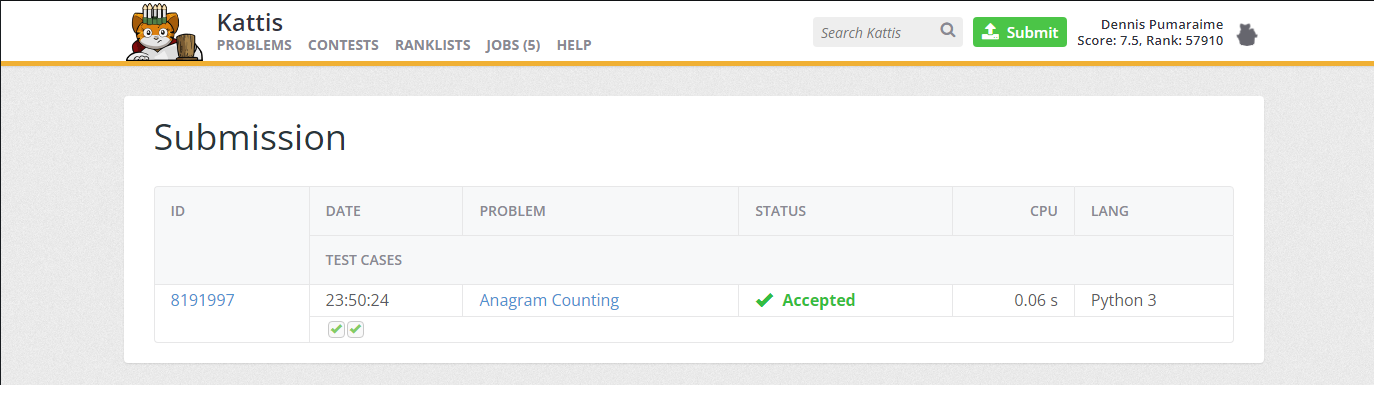 Kattis
PROBLEMS CONTESTS RANKLISTS JOBS (5) HELP
Search Kattis
Submit
Dennis Pumaraime
Score: 7.5, Rank: 57910
Submission
ID DATE PROBLEM STATUS CPU LANG
TEST CASES
8191997 23:50:24 Anagram Counting Accepted 0.06 s Python 3